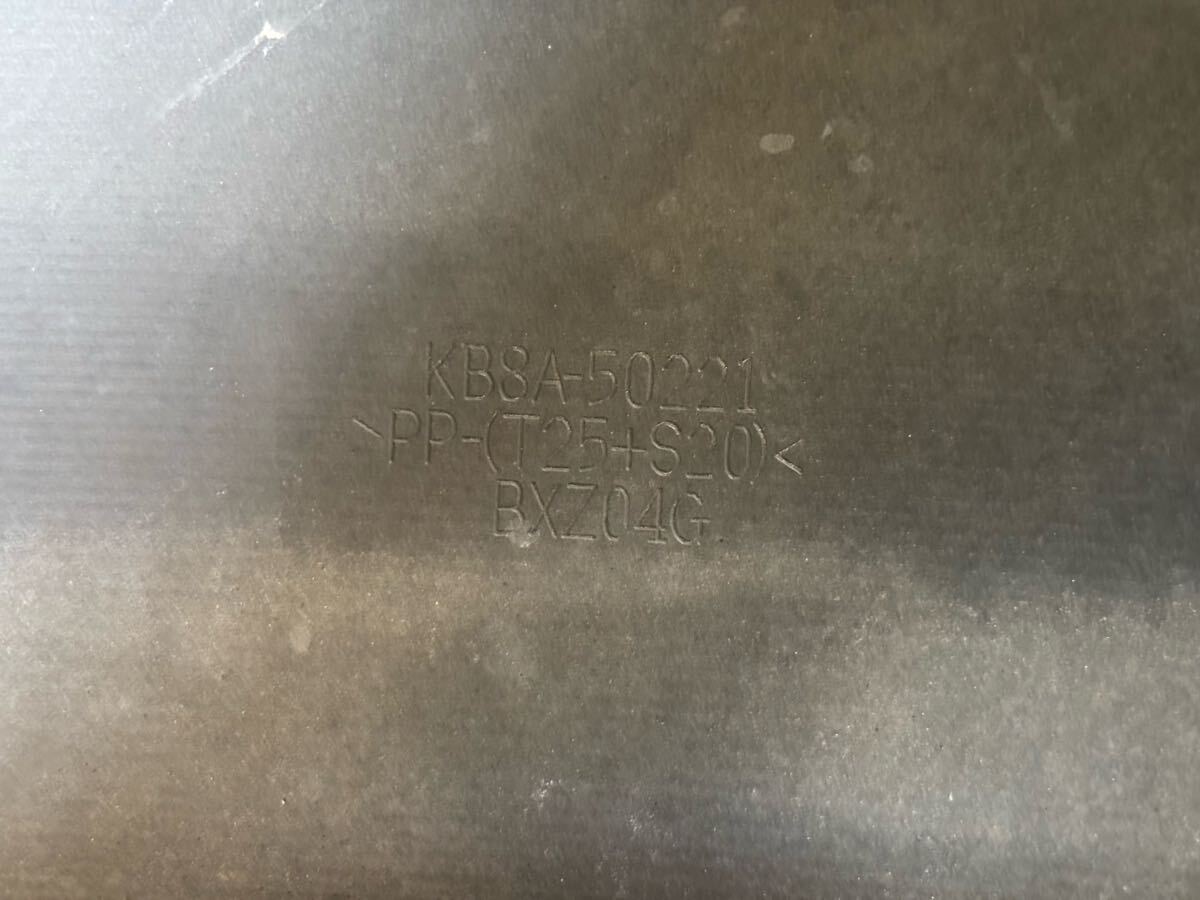 KB8A-50221
>PP-(T25+S20)<
BXZ04G